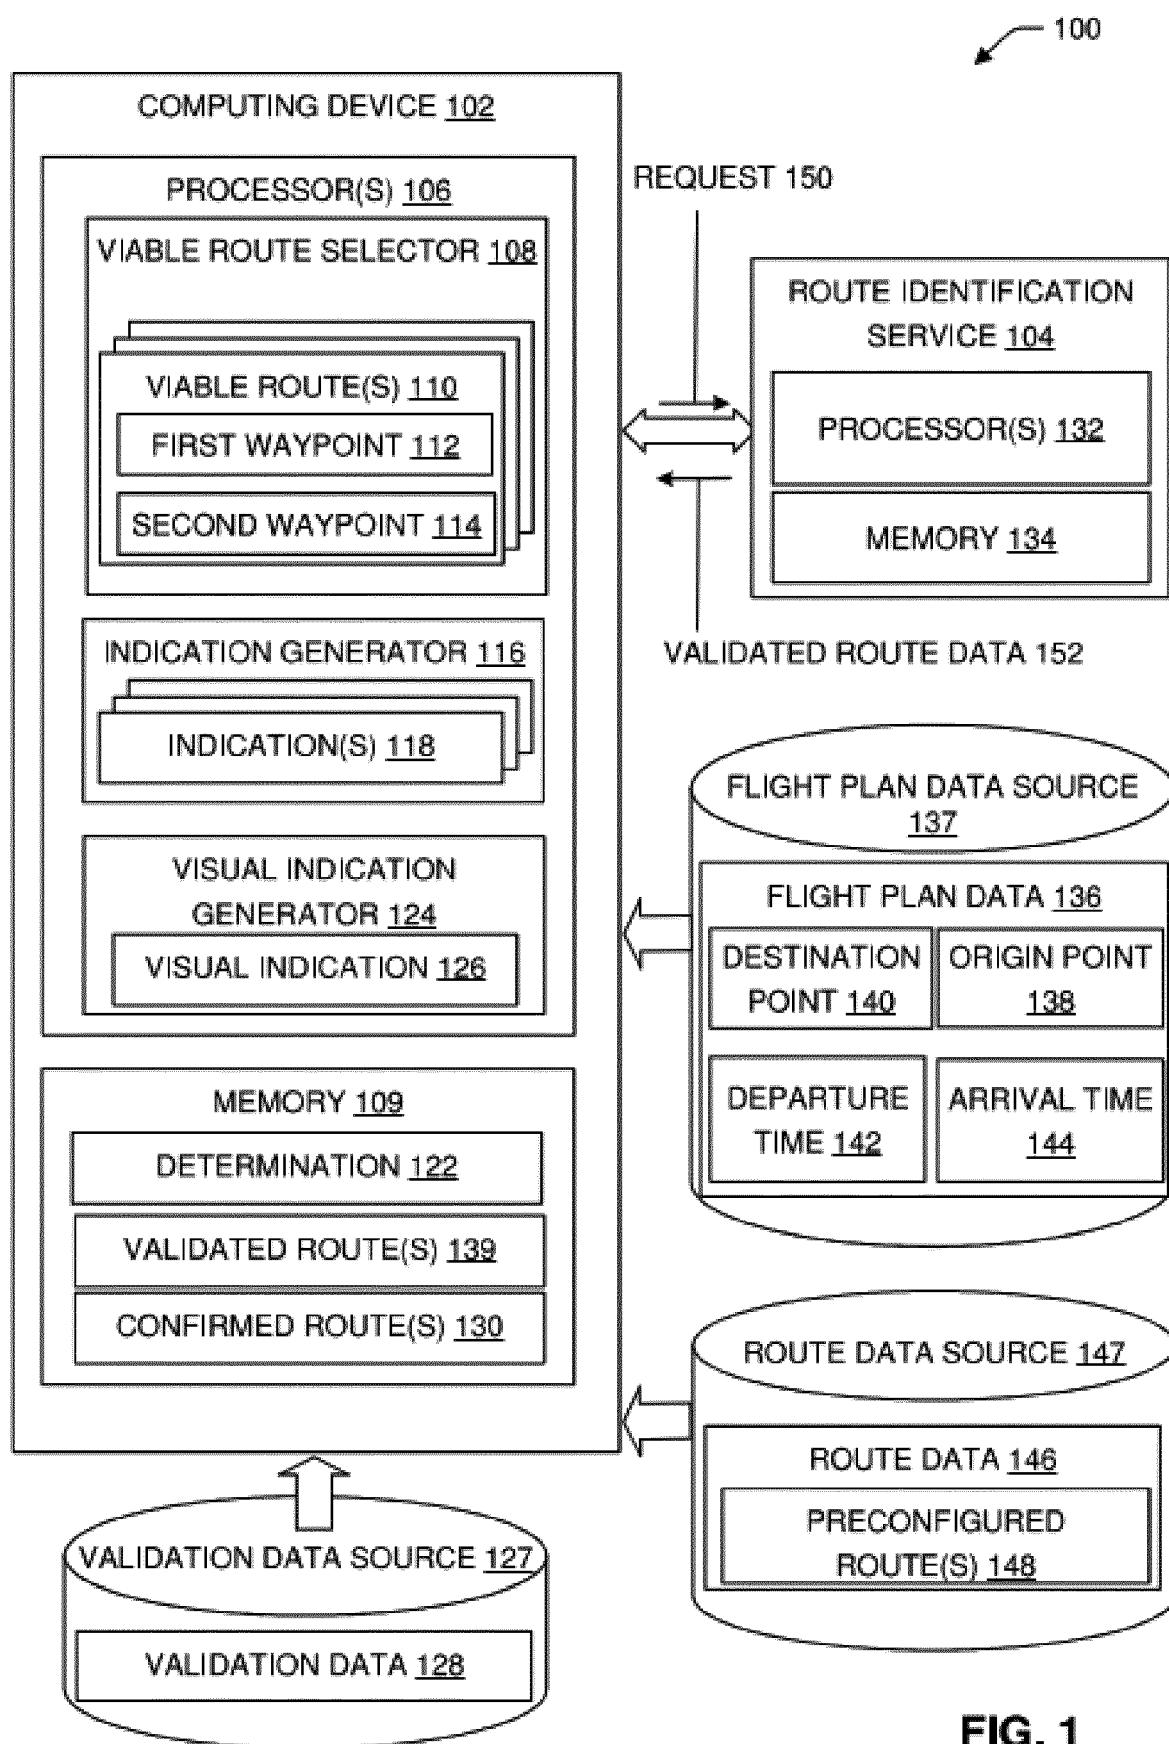 100
COMPUTING DEVICE 102
PROCESSOR(S) 106
VIABLE ROUTE SELECTOR 108
VIABLE ROUTE(S) 110
FIRST WAYPOINT 112
SECOND WAYPOINT 114
INDICATION GENERATOR 116
INDICATION(S) 118
VISUAL INDICATION
GENERATOR 124
VISUAL INDICATION 126
MEMORY 109
DETERMINATION 122
VALIDATED ROUTE(S) 139
CONFIRMED ROUTE(S) 130
REQUEST 150
ROUTE IDENTIFICATION
SERVICE 104
PROCESSOR(S) 132
MEMORY 134
VALIDATED ROUTE DATA 152
FLIGHT PLAN DATA SOURCE
137
FLIGHT PLAN DATA 136
DESTINATION
POINT 140
ORIGIN POINT
138
DEPARTURE
TIME 142
ARRIVAL TIME
144
ROUTE DATA SOURCE 147
ROUTE DATA 146
PRECONFIGURED
ROUTE(S) 148
VALIDATION DATA SOURCE 127
VALIDATION DATA 128
FIG. 1